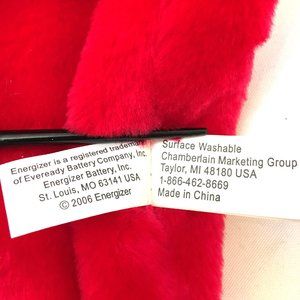 Energizer is a registered trademark
of Eveready Battery Company, Inc.
Energizer Battery, Inc.
St. Louis, MO 63141 USA
© 2006 Energizer
Surface Washable
Chamberlain Marketing Group
Taylor, MI 48180 USA
1-866-462-8669
Made in China